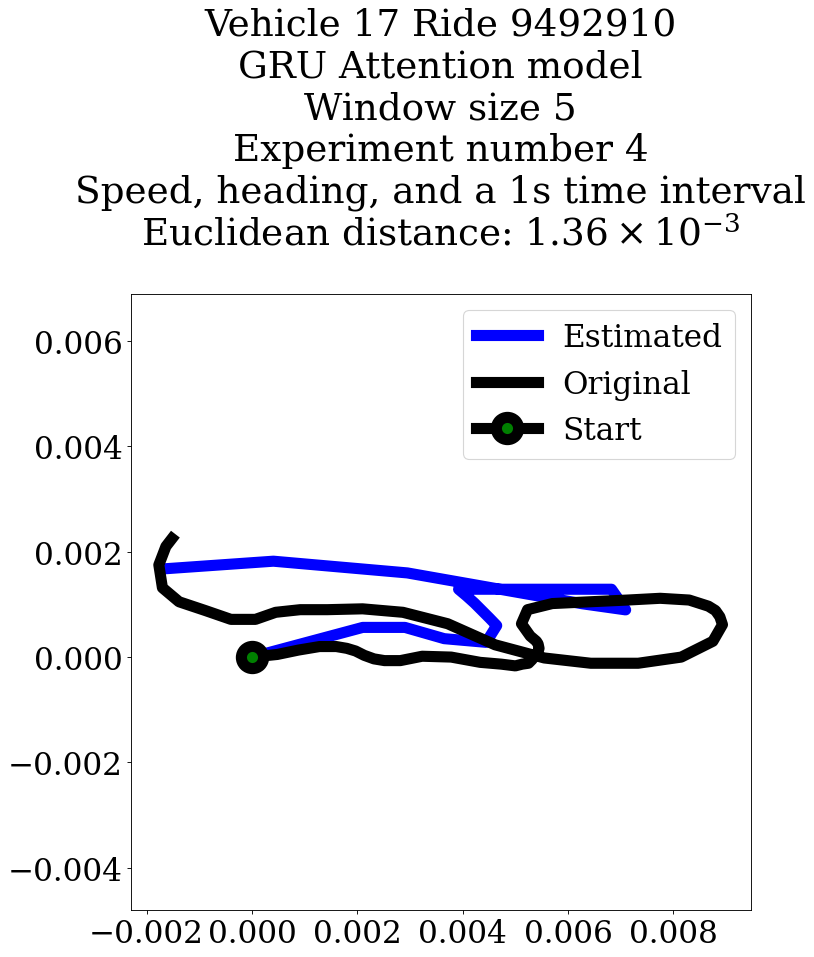 Vehicle 17 Ride 9492910
GRU Attention model
Window size 5
Experiment number 4
Speed, heading, and a 1s time interval
Euclidean distance: 1.36 × 10⁻³
Estimated
Original
Start
0.006
0.004
0.002
0.000
−0.002
−0.004
−0.002 0.000 0.002 0.004 0.006 0.008